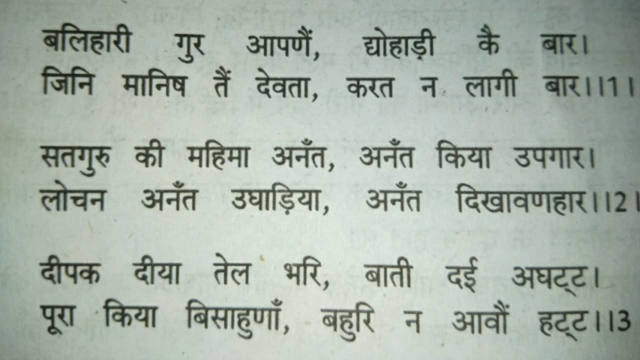 बलिहारी गुर आपणैं, द्योहाड़ी कै बार।
जिनि मानिष तैं देवता, करत न लागी बार।।1।
सतगुरु की महिमा अनँत, अनँत किया उपगार।
लोचन अनँत उघाड़िया, अनँत दिखावणहार।।2।
दीपक दीया तेल भरि, बाती दई अघट्ट।
पूरा किया बिसाहुणाँ, बहुरि न आवौं हट्ट।।3